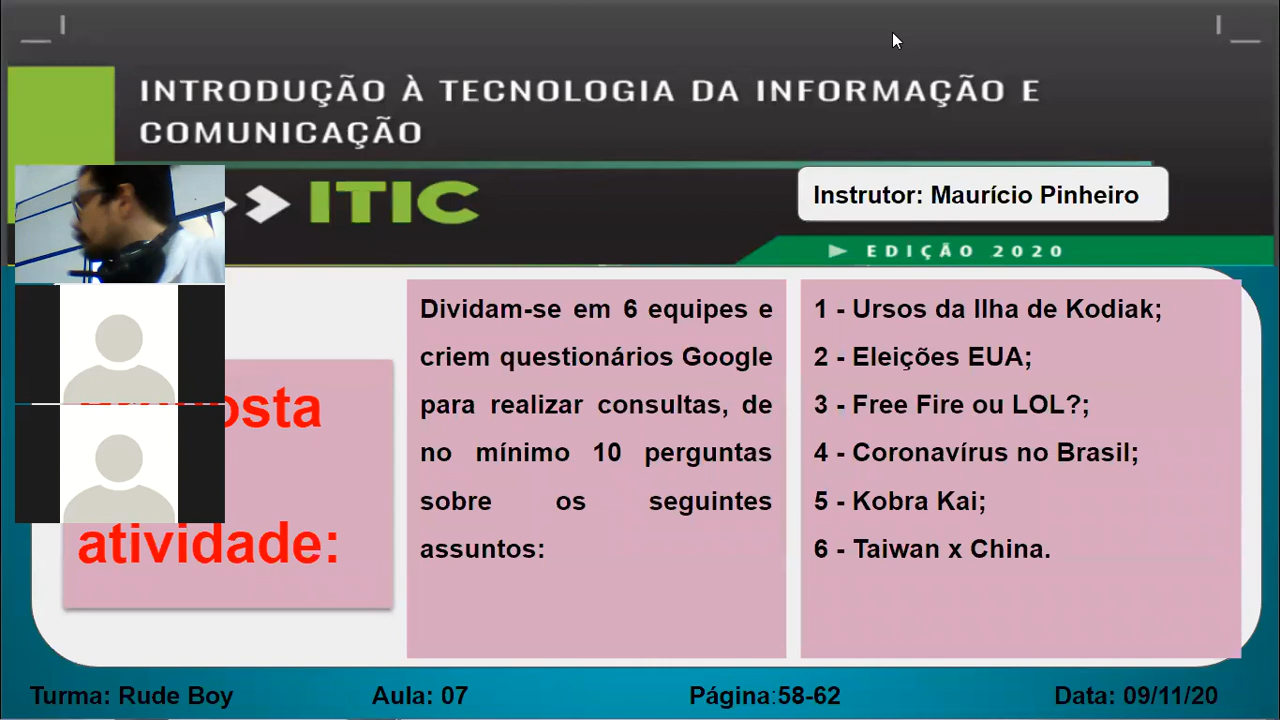 INTRODUÇÃO À TECNOLOGIA DA INFORMAÇÃO E
COMUNICAÇÃO
ITIC
Instrutor: Maurício Pinheiro
EDIÇÃO 2020
atividade:
Dividam-se em 6 equipes e
criem questionários Google
para realizar consultas, de
no mínimo 10 perguntas
sobre os seguintes
assuntos:
1 - Ursos da Ilha de Kodiak;
2 - Eleições EUA;
3 - Free Fire ou LOL?;
4 - Coronavírus no Brasil;
5 - Kobra Kai;
6 - Taiwan x China.
Turma: Rude Boy
Aula: 07
Página:58-62
Data: 09/11/20